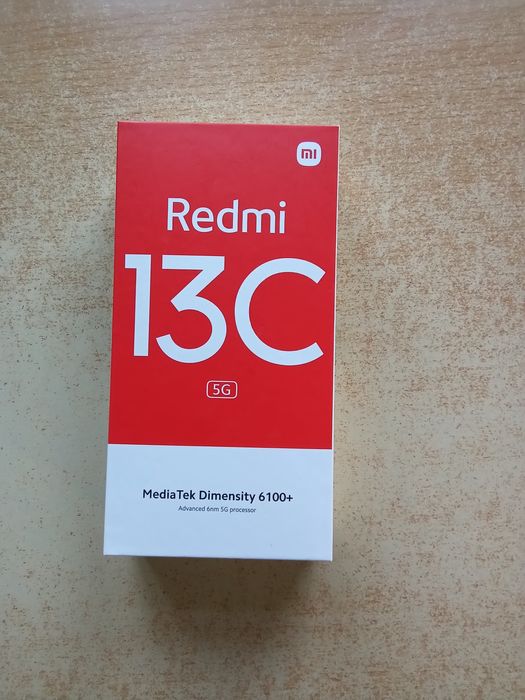 mi
Redmi
13C
5G
MediaTek Dimensity 6100+
Advanced 6nm 5G processor